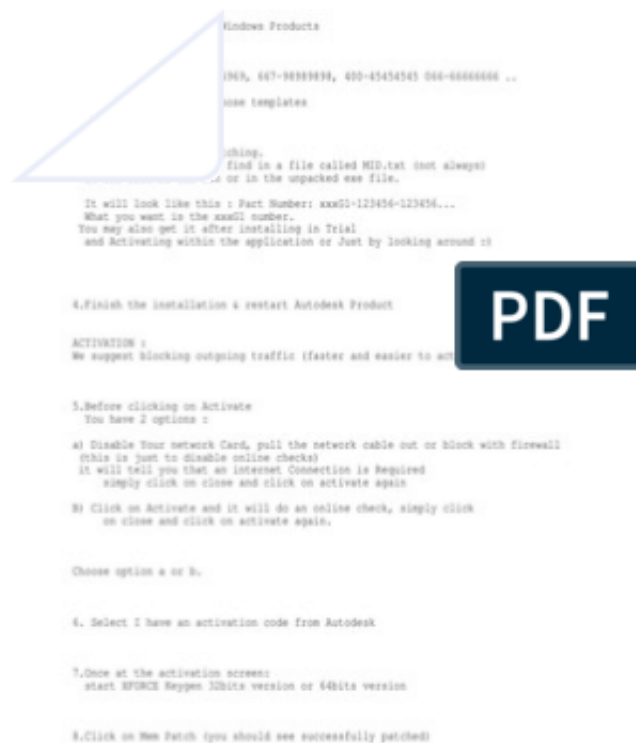 Windows Products
667-98989898, 400-45454545 066-66666666 ..
templates
find in a file called MID.txt (not always)
or in the unpacked exe file.
It will look like this : Part Number: xxxG1-123456-123456...
What you want is the xxxG1 number.
You may also get it after installing in Trial
and Activating within the application or Just by looking around :)
4.Finish the installation & restart Autodesk Product
PDF
ACTIVATION :
We suggest blocking outgoing traffic (faster and easier to
5.Before clicking on Activate
You have 2 options :
a) Disable Your network Card, pull the network cable out or block with firewall
(this is just to disable online checks)
it will tell you that an internet Connection is Required
simply click on close and click on activate again
B) Click on Activate and it will do an online check, simply click
on close and click on activate again.
Choose option a or b.
6. Select I have an activation code from Autodesk
7.Once at the activation screen:
start XFORCE Keygen 32bits version or 64bits version
8.Click on Mem Patch (you should see successfully patched)